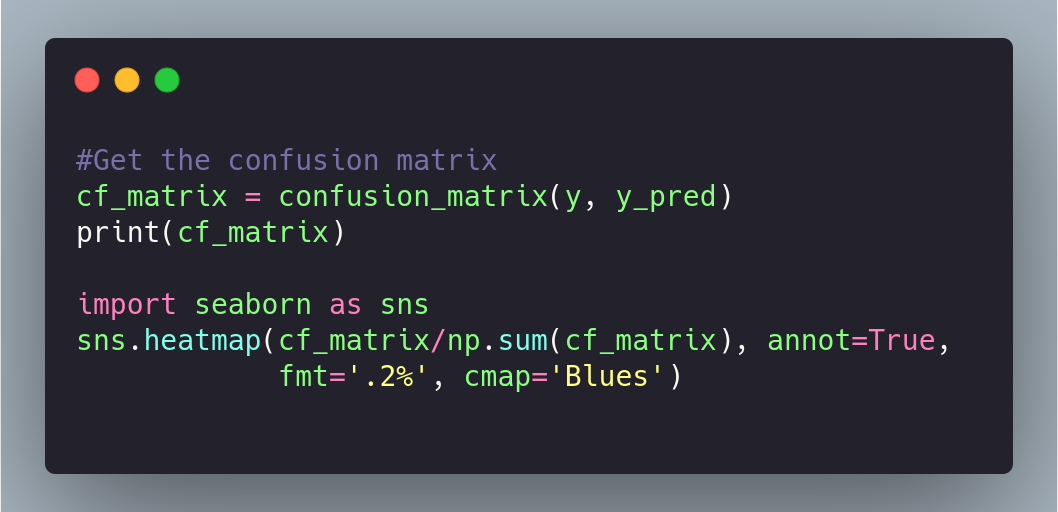 #Get the confusion matrix
cf_matrix = confusion_matrix(y, y_pred)
print(cf_matrix)

import seaborn as sns
sns.heatmap(cf_matrix/np.sum(cf_matrix), annot=True,
            fmt='.2%', cmap='Blues')